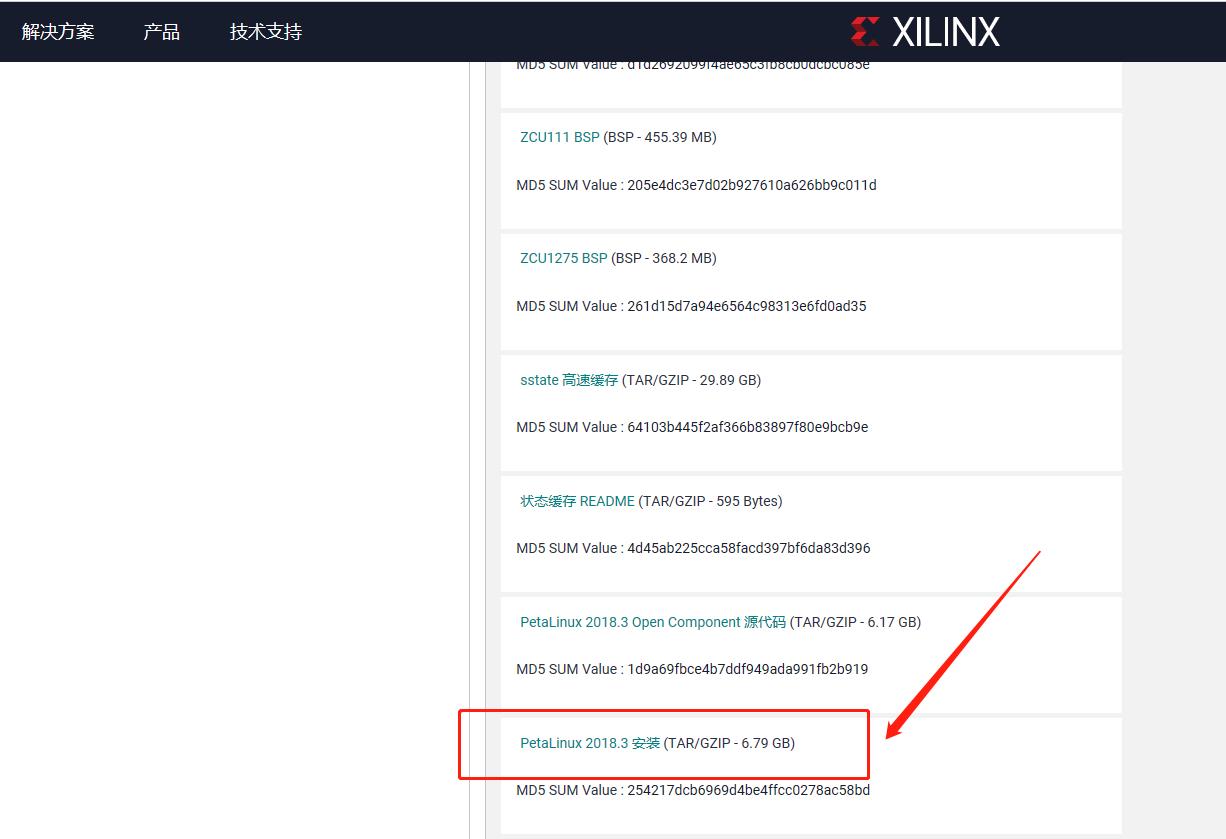 解决方案 产品 技术支持 XILINX
MD5 SUM Value : d1d2692099f4ae65c3fb8cb0dcbc085e
ZCU111 BSP (BSP - 455.39 MB)
MD5 SUM Value : 205e4dc3e7d02b927610a626bb9c011d
ZCU1275 BSP (BSP - 368.2 MB)
MD5 SUM Value : 261d15d7a94e6564c98313e6fd0ad35
sstate 高速缓存 (TAR/GZIP - 29.89 GB)
MD5 SUM Value : 64103b445f2af366b83897f80e9bcb9e
状态缓存 README (TAR/GZIP - 595 Bytes)
MD5 SUM Value : 4d45ab225cca58facd397bf6da83d396
PetaLinux 2018.3 Open Component 源代码 (TAR/GZIP - 6.17 GB)
MD5 SUM Value : 1d9a69fbce4b7ddf949ada991fb2b919
PetaLinux 2018.3 安装 (TAR/GZIP - 6.79 GB)
MD5 SUM Value : 254217dcb6969d4be4ffcc0278ac58bd